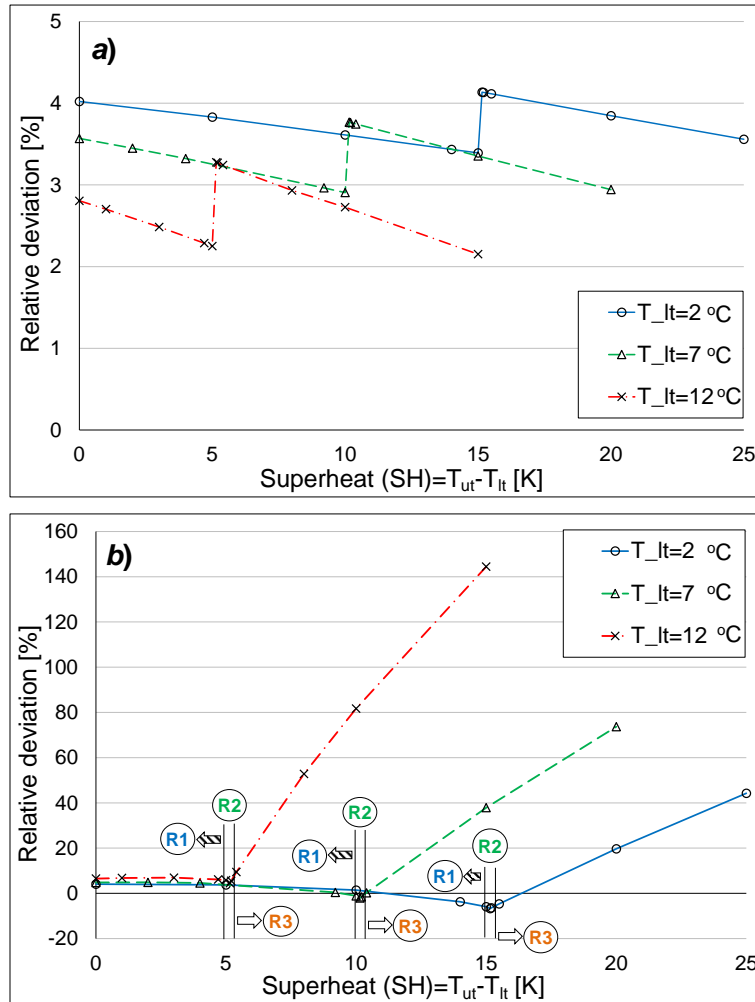 a)
Relative deviation [%]
5
4
3
2
1
0
T_lt=2 ºC
T_lt=7 ºC
T_lt=12 ºC
0 5 10 15 20 25
Superheat (SH)=Tut-Tlt [K]
b)
Relative deviation [%]
160
140
120
100
80
60
40
20
0
-20
T_lt=2 ºC
T_lt=7 ºC
T_lt=12 ºC
R2 R2 R2
R1 R1 R1
R3 R3 R3
0 5 10 15 20 25
Superheat (SH)=Tut-Tlt [K]